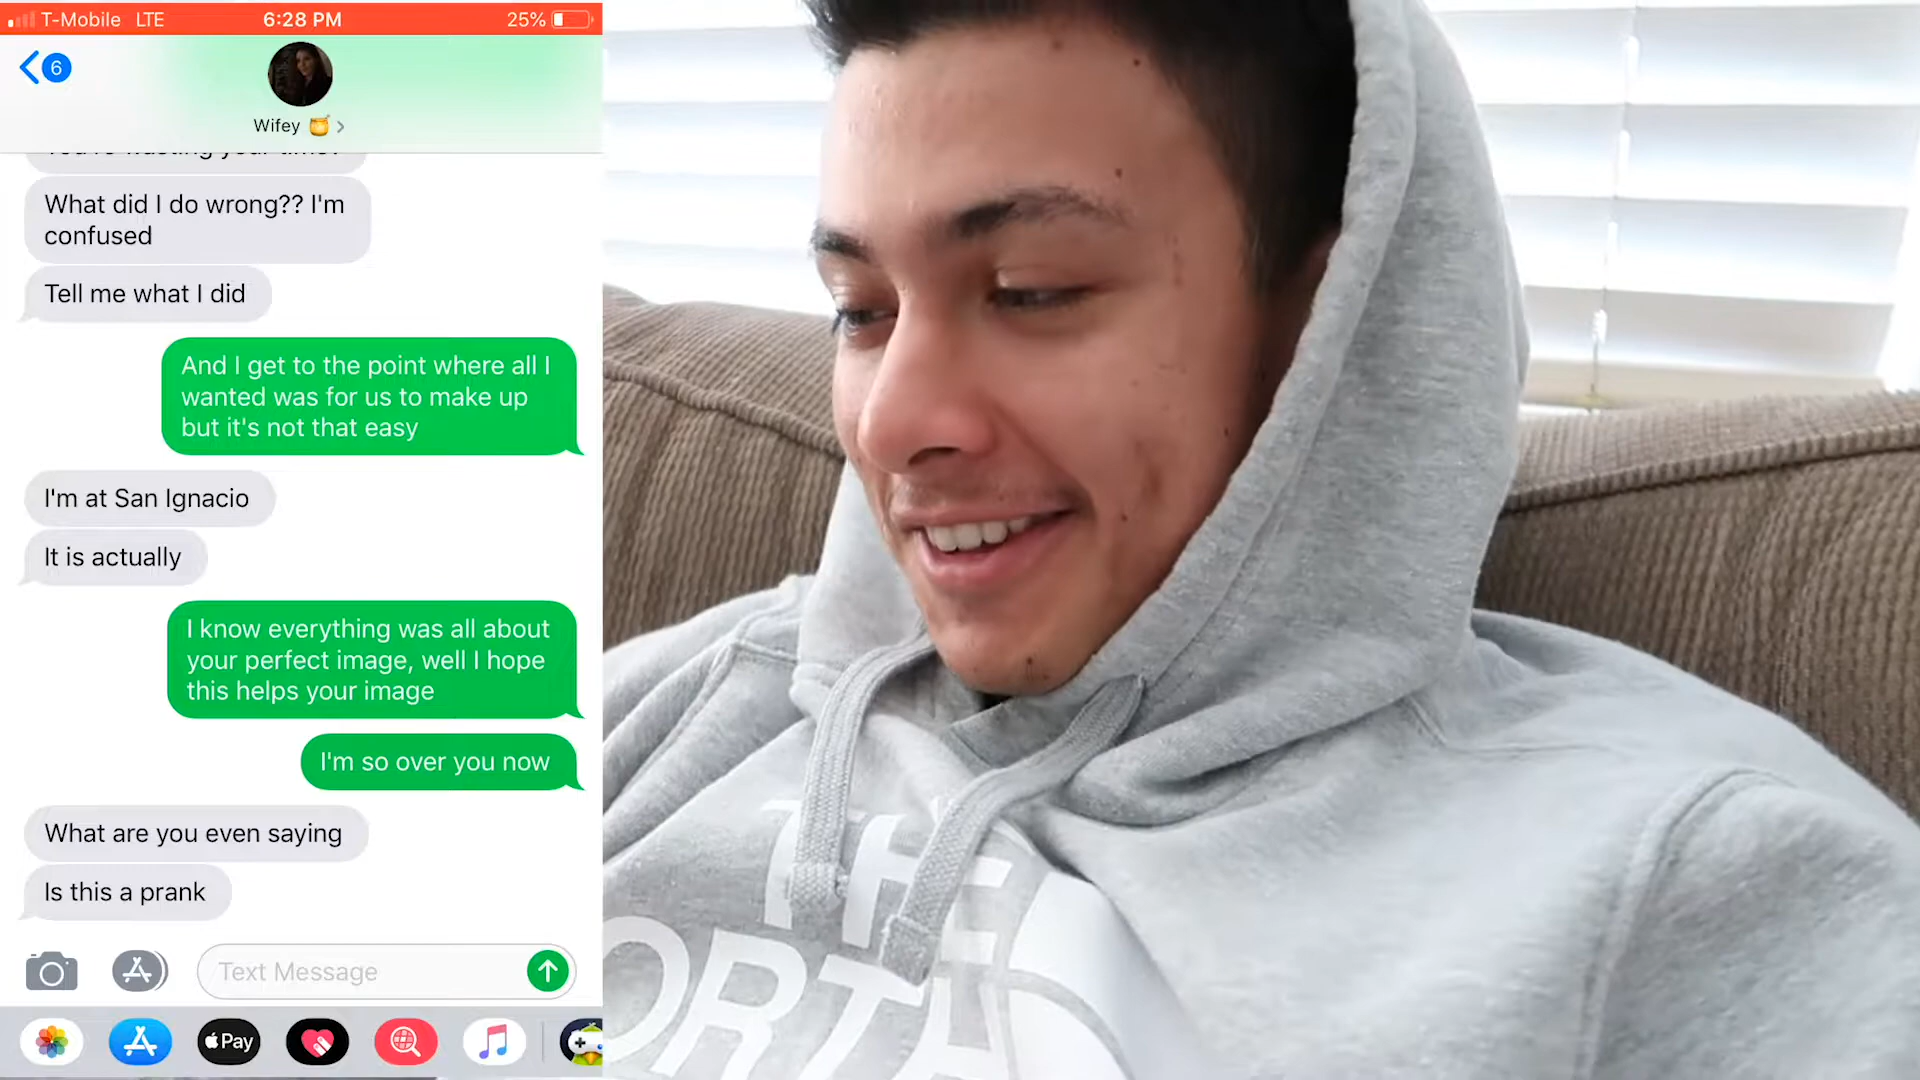 T-Mobile LTE 6:28 PM 25%
6
Wifey
What did I do wrong?? I'm
confused
Tell me what I did
And I get to the point where all I
wanted was for us to make up
but it's not that easy
I'm at San Ignacio
It is actually
I know everything was all about
your perfect image, well I hope
this helps your image
I'm so over you now
What are you even saying
Is this a prank
Text Message
Pay
THE